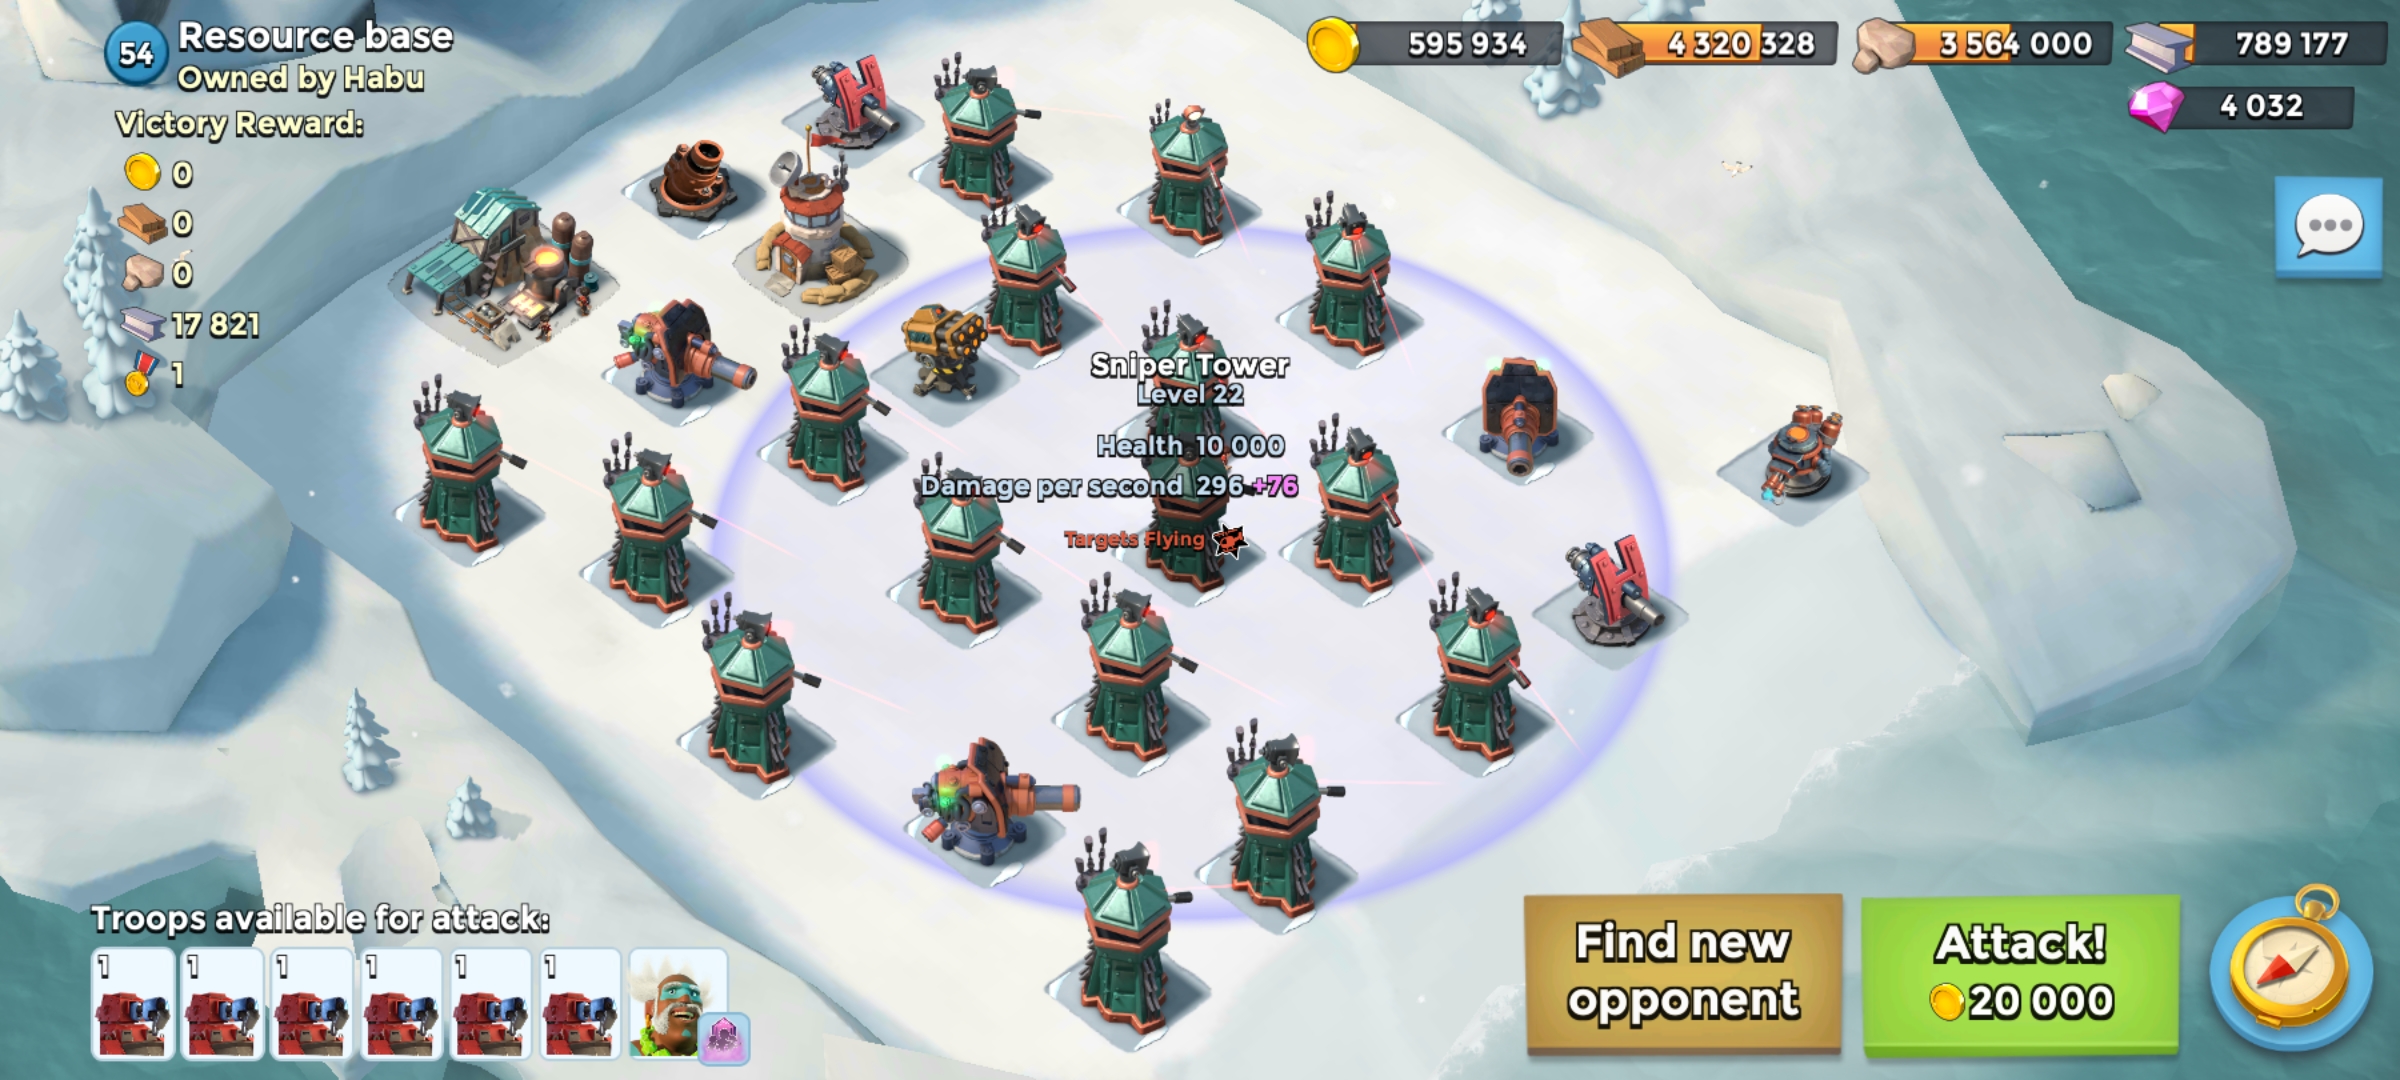 54
Resource base
Owned by Habu
Victory Reward:
0
0
0
17 821
1
595 934
4 320 328
3 564 000
789 177
4 032
Sniper Tower
Level 22
Health 10 000
Damage per second 296 +76
Targets Flying
Troops available for attack:
1 1 1 1 1 1
Find new
opponent
Attack!
20 000